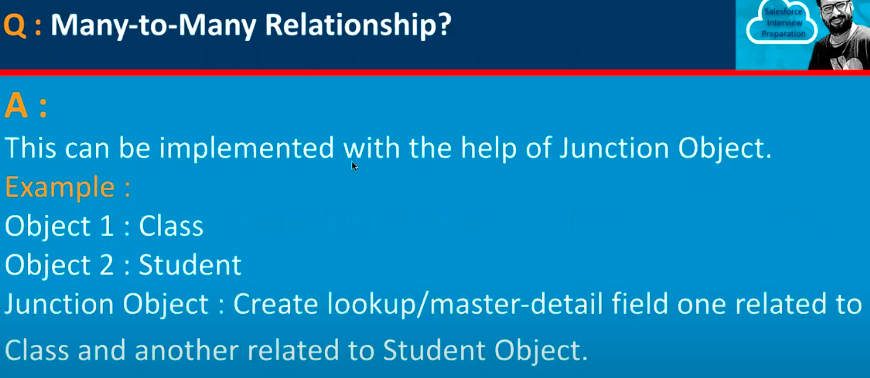 Q : Many-to-Many Relationship?
Salesforce
Interview
Preparation
A :
This can be implemented with the help of Junction Object.
Example :
Object 1 : Class
Object 2 : Student
Junction Object : Create lookup/master-detail field one related to
Class and another related to Student Object.